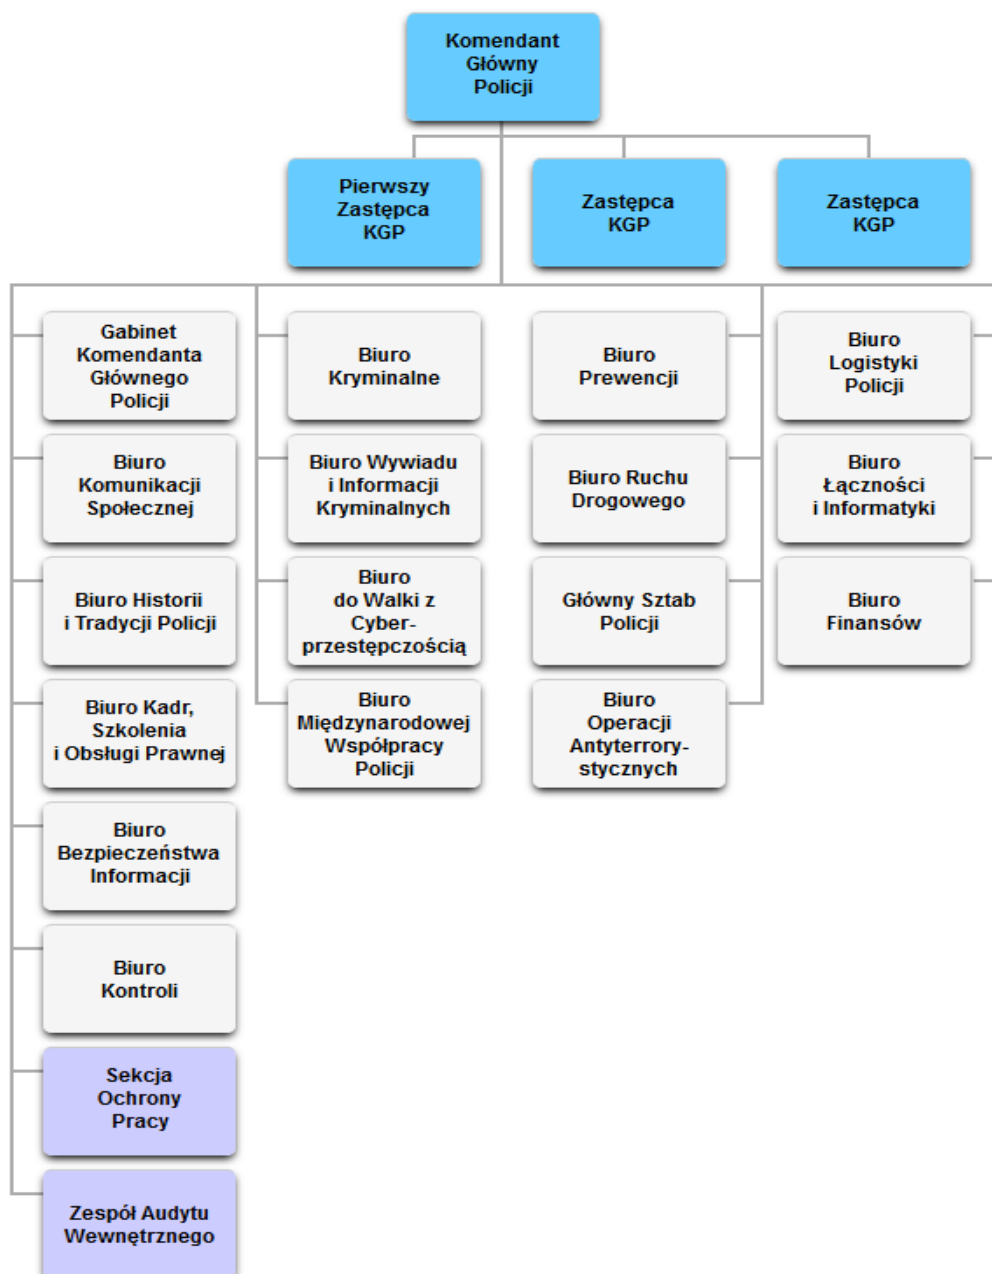 Komendant
Główny
Policji
Pierwszy
Zastępca
KGP
Zastępca
KGP
Zastępca
KGP
Gabinet
Komendanta
Głównego
Policji
Biuro
Kryminalne
Biuro
Prewencji
Biuro
Logistyki
Policji
Biuro
Komunikacji
Społecznej
Biuro Wywiadu
i Informacji
Kryminalnych
Biuro Ruchu
Drogowego
Biuro
Łączności
i Informatyki
Biuro Historii
i Tradycji Policji
Biuro
do Walki z
Cyber-
przestępczością
Główny Sztab
Policji
Biuro
Finansów
Biuro Kadr,
Szkolenia
i Obsługi Prawnej
Biuro
Międzynarodowej
Współpracy
Policji
Biuro
Operacji
Antyterrory-
stycznych
Biuro
Bezpieczeństwa
Informacji
Biuro
Kontroli
Sekcja
Ochrony
Pracy
Zespół Audytu
Wewnętrznego